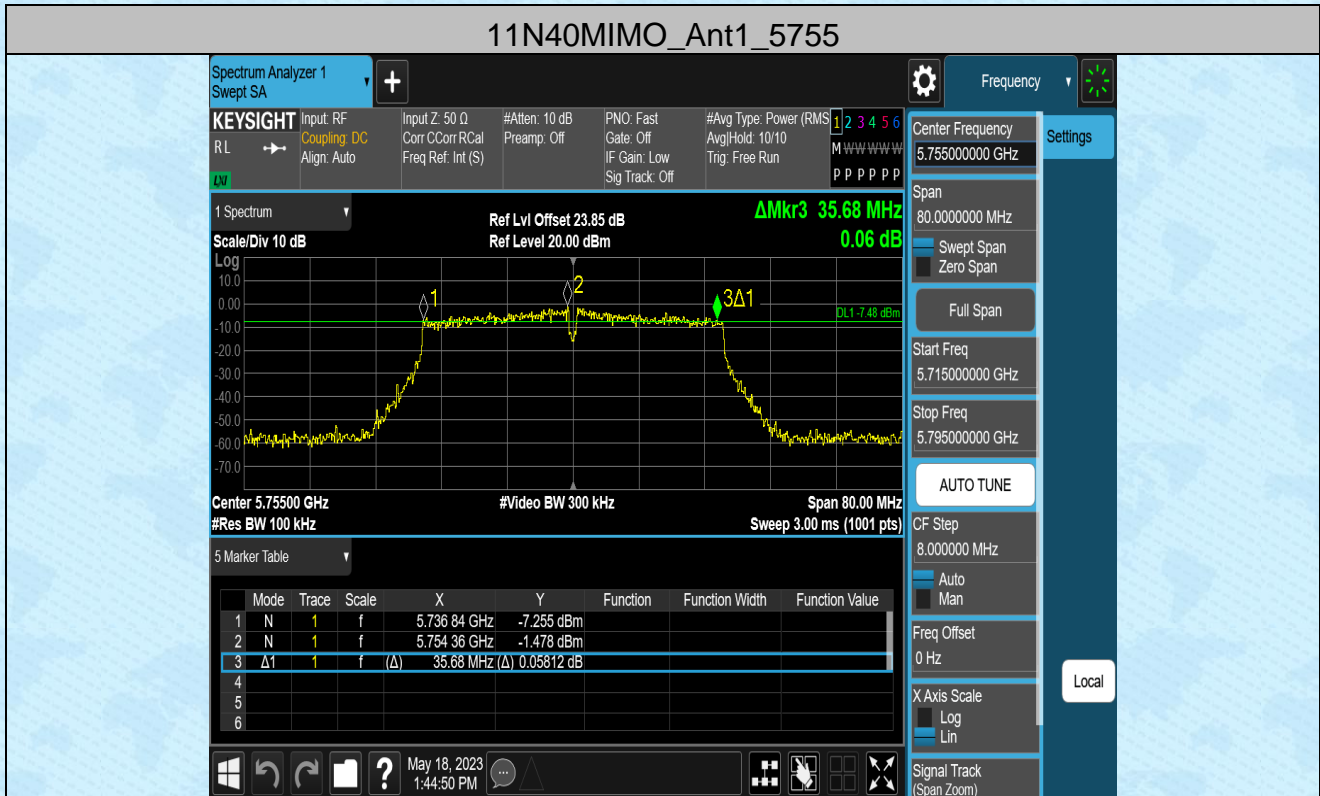 11N40MIMO_Ant1_5755
Spectrum Analyzer 1
Swept SA
Frequency
KEYSIGHT
RL
LXI
Input: RF
Coupling: DC
Align: Auto
Input Z: 50 Ω
Corr CCorr RCal
Freq Ref: Int (S)
#Atten: 10 dB
Preamp: Off
PNO: Fast
Gate: Off
IF Gain: Low
Sig Track: Off
#Avg Type: Power (RMS
Avg|Hold: 10/10
Trig: Free Run
1 2 3 4 5 6
M W W W W W
P P P P P P
1 Spectrum
Scale/Div 10 dB
Log
Ref Lvl Offset 23.85 dB
Ref Level 20.00 dBm
ΔMkr3 35.68 MHz
0.06 dB
10.0
0.00
-10.0
-20.0
-30.0
-40.0
-50.0
-60.0
-70.0
1
2
3Δ1
DL1 -7.48 dBm
Center 5.75500 GHz
#Video BW 300 kHz
Span 80.00 MHz
#Res BW 100 kHz
Sweep 3.00 ms (1001 pts)
5 Marker Table
Mode Trace Scale X Y Function Function Width Function Value
1 N 1 f 5.736 84 GHz -7.255 dBm
2 N 1 f 5.754 36 GHz -1.478 dBm
3 Δ1 1 f (Δ) 35.68 MHz (Δ) 0.05812 dB
4
5
6
May 18, 2023
1:44:50 PM
?
Center Frequency
5.755000000 GHz
Settings
Span
80.0000000 MHz
Swept Span
Zero Span
Full Span
Start Freq
5.715000000 GHz
Stop Freq
5.795000000 GHz
AUTO TUNE
CF Step
8.000000 MHz
Auto
Man
Freq Offset
0 Hz
X Axis Scale
Log
Lin
Local
Signal Track
(Span Zoom)